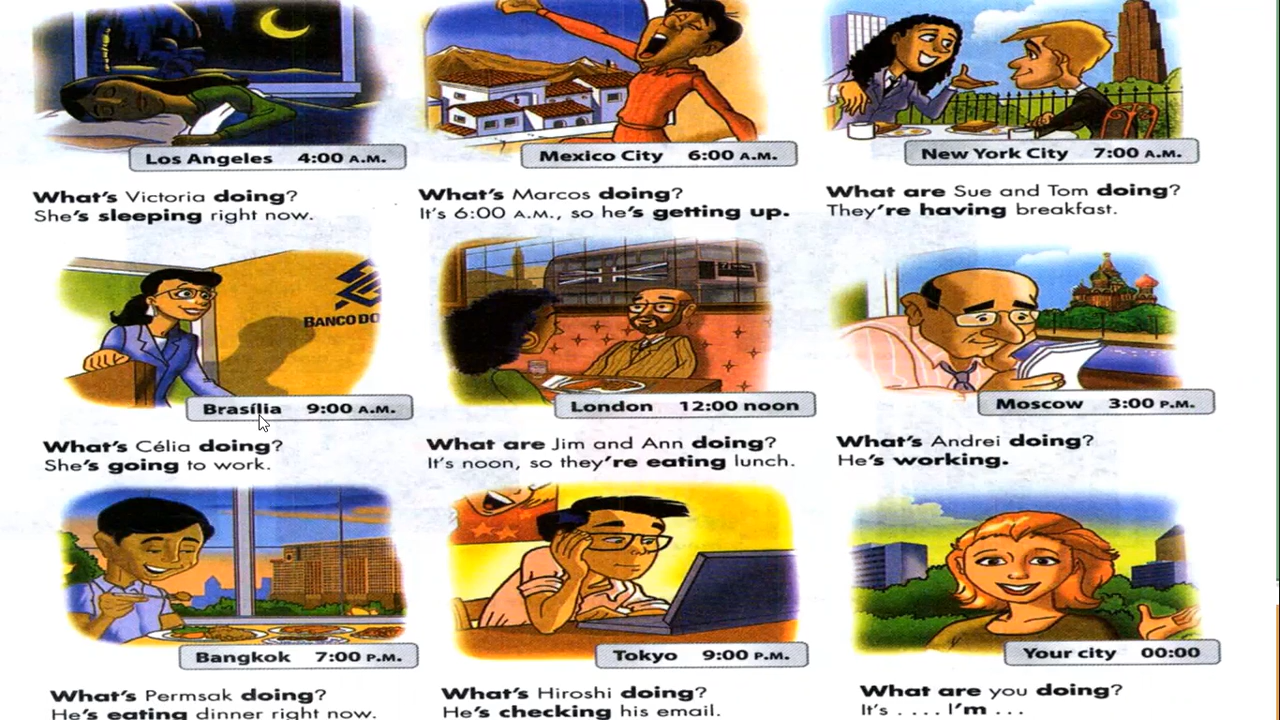 Los Angeles 4:00 A.M.
What's Victoria doing?
She's sleeping right now.
Mexico City 6:00 A.M.
What's Marcos doing?
It's 6:00 A.M., so he's getting up.
New York City 7:00 A.M.
What are Sue and Tom doing?
They're having breakfast.
BANCO DO
Brasília 9:00 A.M.
What's Célia doing?
She's going to work.
London 12:00 noon
What are Jim and Ann doing?
It's noon, so they're eating lunch.
Moscow 3:00 P.M.
What's Andrei doing?
He's working.
Bangkok 7:00 P.M.
What's Permsak doing?
He's eating dinner right now.
Tokyo 9:00 P.M.
What's Hiroshi doing?
He's checking his email.
Your city 00:00
What are you doing?
It's . . . . I'm . . .